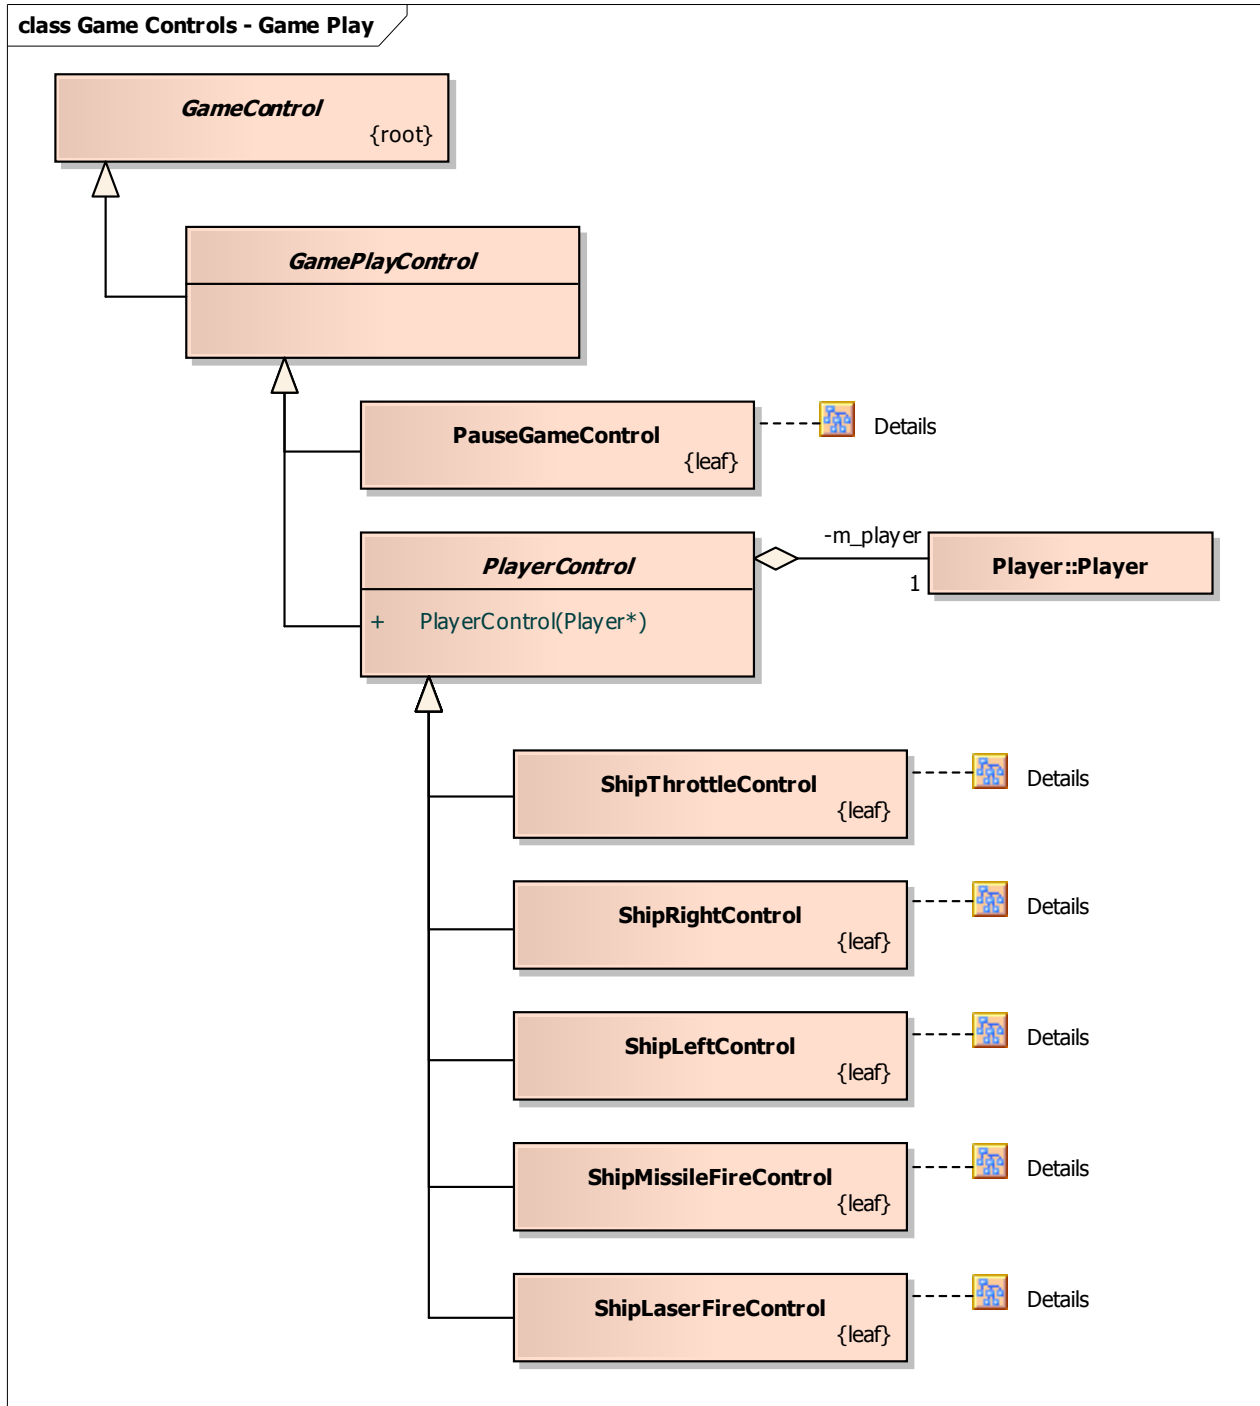 class Game Controls - Game Play
GameControl
{root}
GamePlayControl
PauseGameControl
{leaf}
Details
PlayerControl
+ PlayerControl(Player*)
-m_player
1
Player::Player
ShipThrottleControl
{leaf}
Details
ShipRightControl
{leaf}
Details
ShipLeftControl
{leaf}
Details
ShipMissileFireControl
{leaf}
Details
ShipLaserFireControl
{leaf}
Details